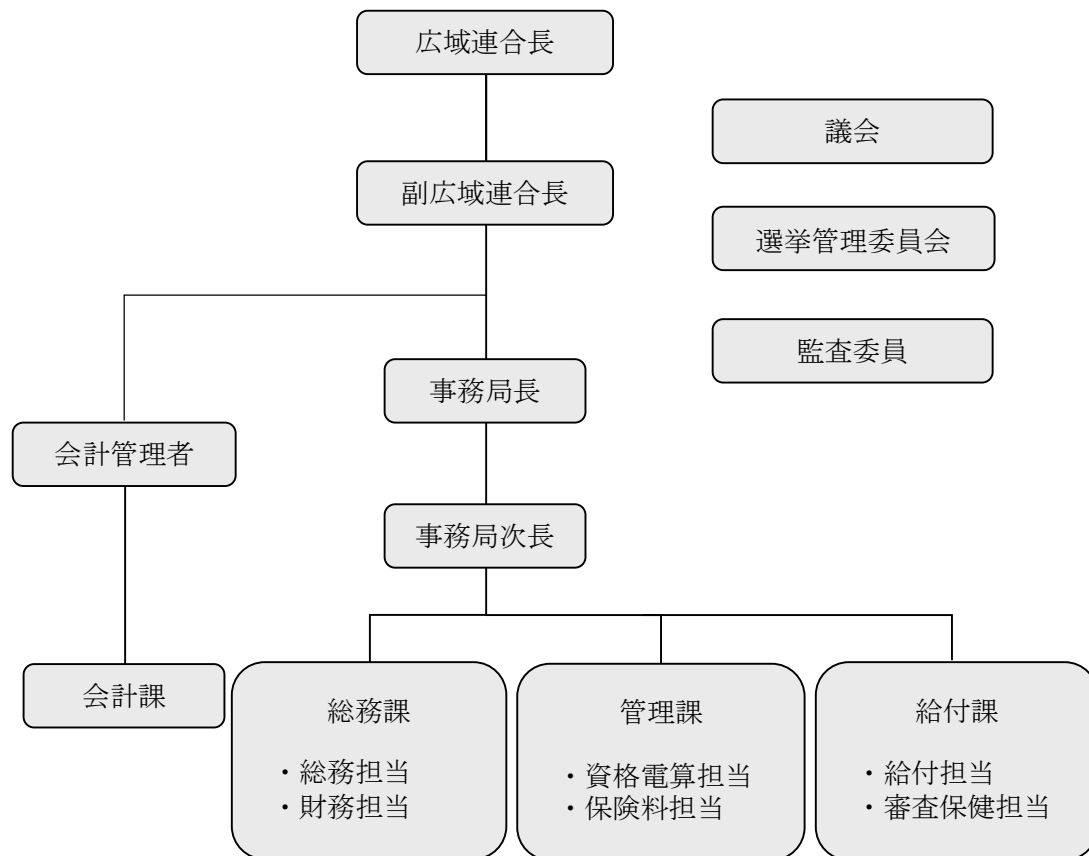 広域連合長
議会
副広域連合長
選挙管理委員会
監査委員
事務局長
会計管理者
事務局次長
会計課
総務課
・総務担当
・財務担当
管理課
・資格電算担当
・保険料担当
給付課
・給付担当
・審査保健担当